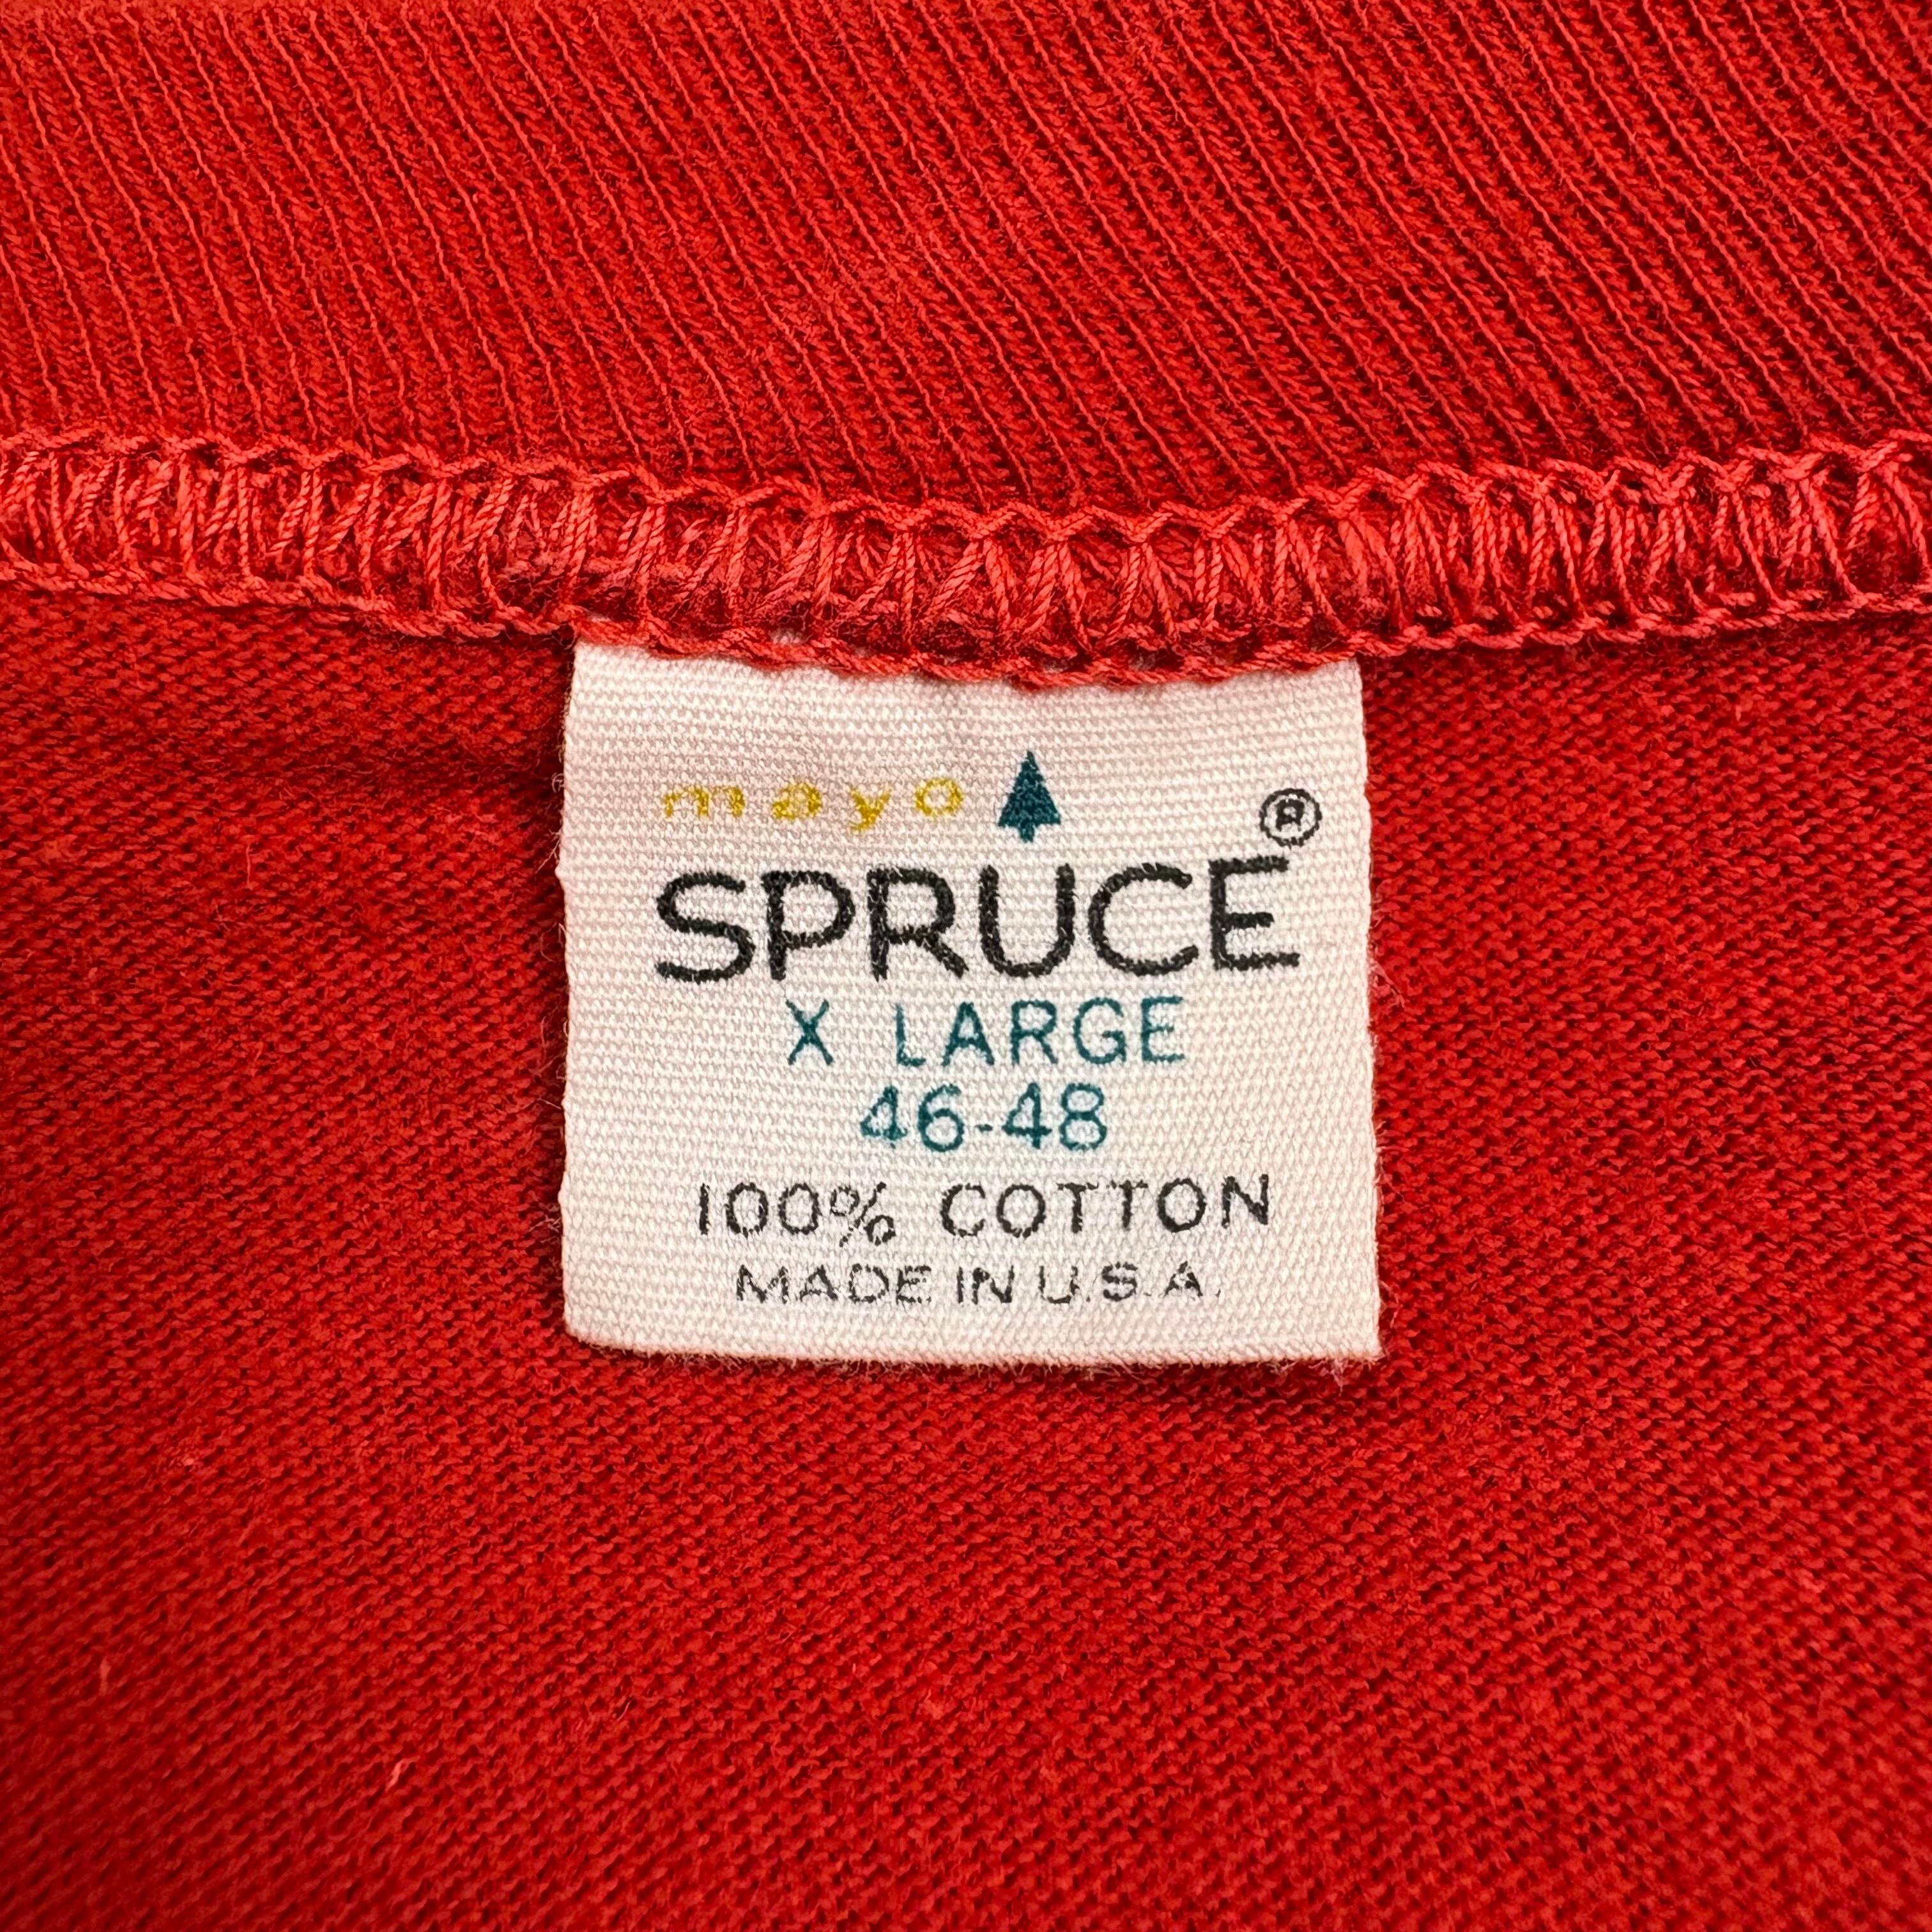 mayo
SPRUCE®
X LARGE
46-48
100% COTTON
MADE IN U.S.A.